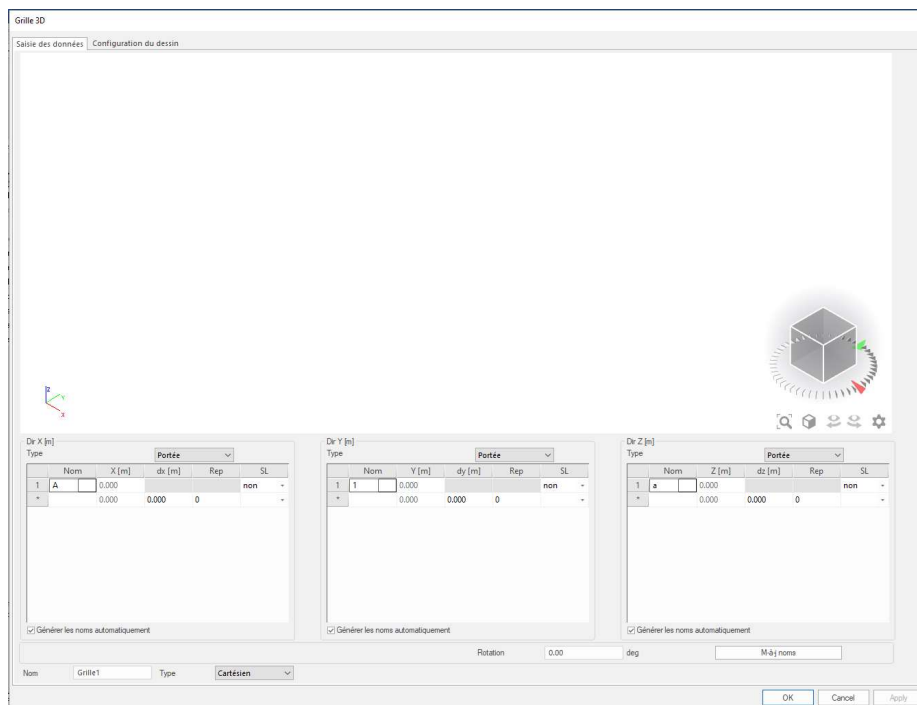 Grille 3D
Saisie des données Configuration du dessin
Z
Y
X
Dir X [m] Dir Y [m] Dir Z [m]
Type Portée Type Portée Type Portée
Nom X [m] dx [m] Rep SL Nom Y [m] dy [m] Rep SL Nom Z [m] dz [m] Rep SL
1 A 0.000 non 1 1 0.000 non 1 a 0.000 non
* 0.000 0.000 0 * 0.000 0.000 0 * 0.000 0.000 0
Générer les noms automatiquement Générer les noms automatiquement Générer les noms automatiquement
Rotation 0.00 deg M-à-j noms
Nom Grille1 Type Cartésien
OK Cancel Apply